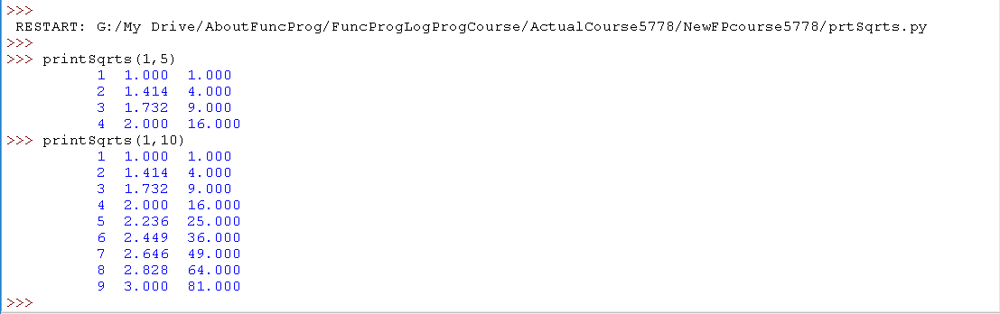 >>>
 RESTART: G:/My Drive/AboutFuncProg/FuncProgLogProgCourse/ActualCourse5778/NewFPcourse5778/prtSqrts.py
>>>
>>> printSqrts(1,5)
          1  1.000  1.000
          2  1.414  4.000
          3  1.732  9.000
          4  2.000  16.000
>>> printSqrts(1,10)
          1  1.000  1.000
          2  1.414  4.000
          3  1.732  9.000
          4  2.000  16.000
          5  2.236  25.000
          6  2.449  36.000
          7  2.646  49.000
          8  2.828  64.000
          9  3.000  81.000
>>>